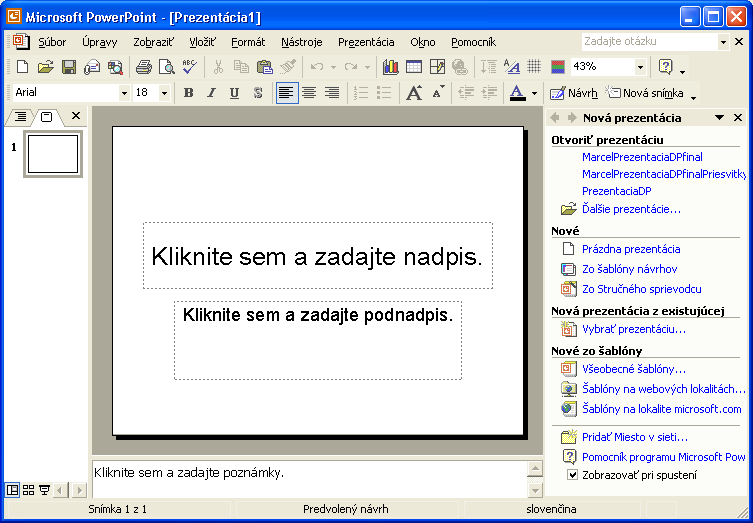 Microsoft PowerPoint - [Prezentácia1]
Súbor Úpravy Zobraziť Vložiť Formát Nástroje Prezentácia Okno Pomocník Zadajte otázku
43%
Arial 18 B I U S A A A Návrh Nová snímka
Nová prezentácia
1
Otvoriť prezentáciu
MarcelPrezentaciaDPfinal
MarcelPrezentaciaDPfinalPriesvitky
PrezentaciaDP
Ďalšie prezentácie...
Nové
Prázdna prezentácia
Zo šablóny návrhov
Zo Stručného sprievodcu
Nová prezentácia z existujúcej
Vybrať prezentáciu...
Nové zo šablóny
Všeobecné šablóny...
Šablóny na webových lokalitách...
Šablóny na lokalite microsoft.com
Pridať Miesto v sieti...
Pomocník programu Microsoft Pow
Zobrazovať pri spustení
Kliknite sem a zadajte nadpis.
Kliknite sem a zadajte podnadpis.
Kliknite sem a zadajte poznámky.
Snímka 1 z 1 Predvolený návrh slovenčina